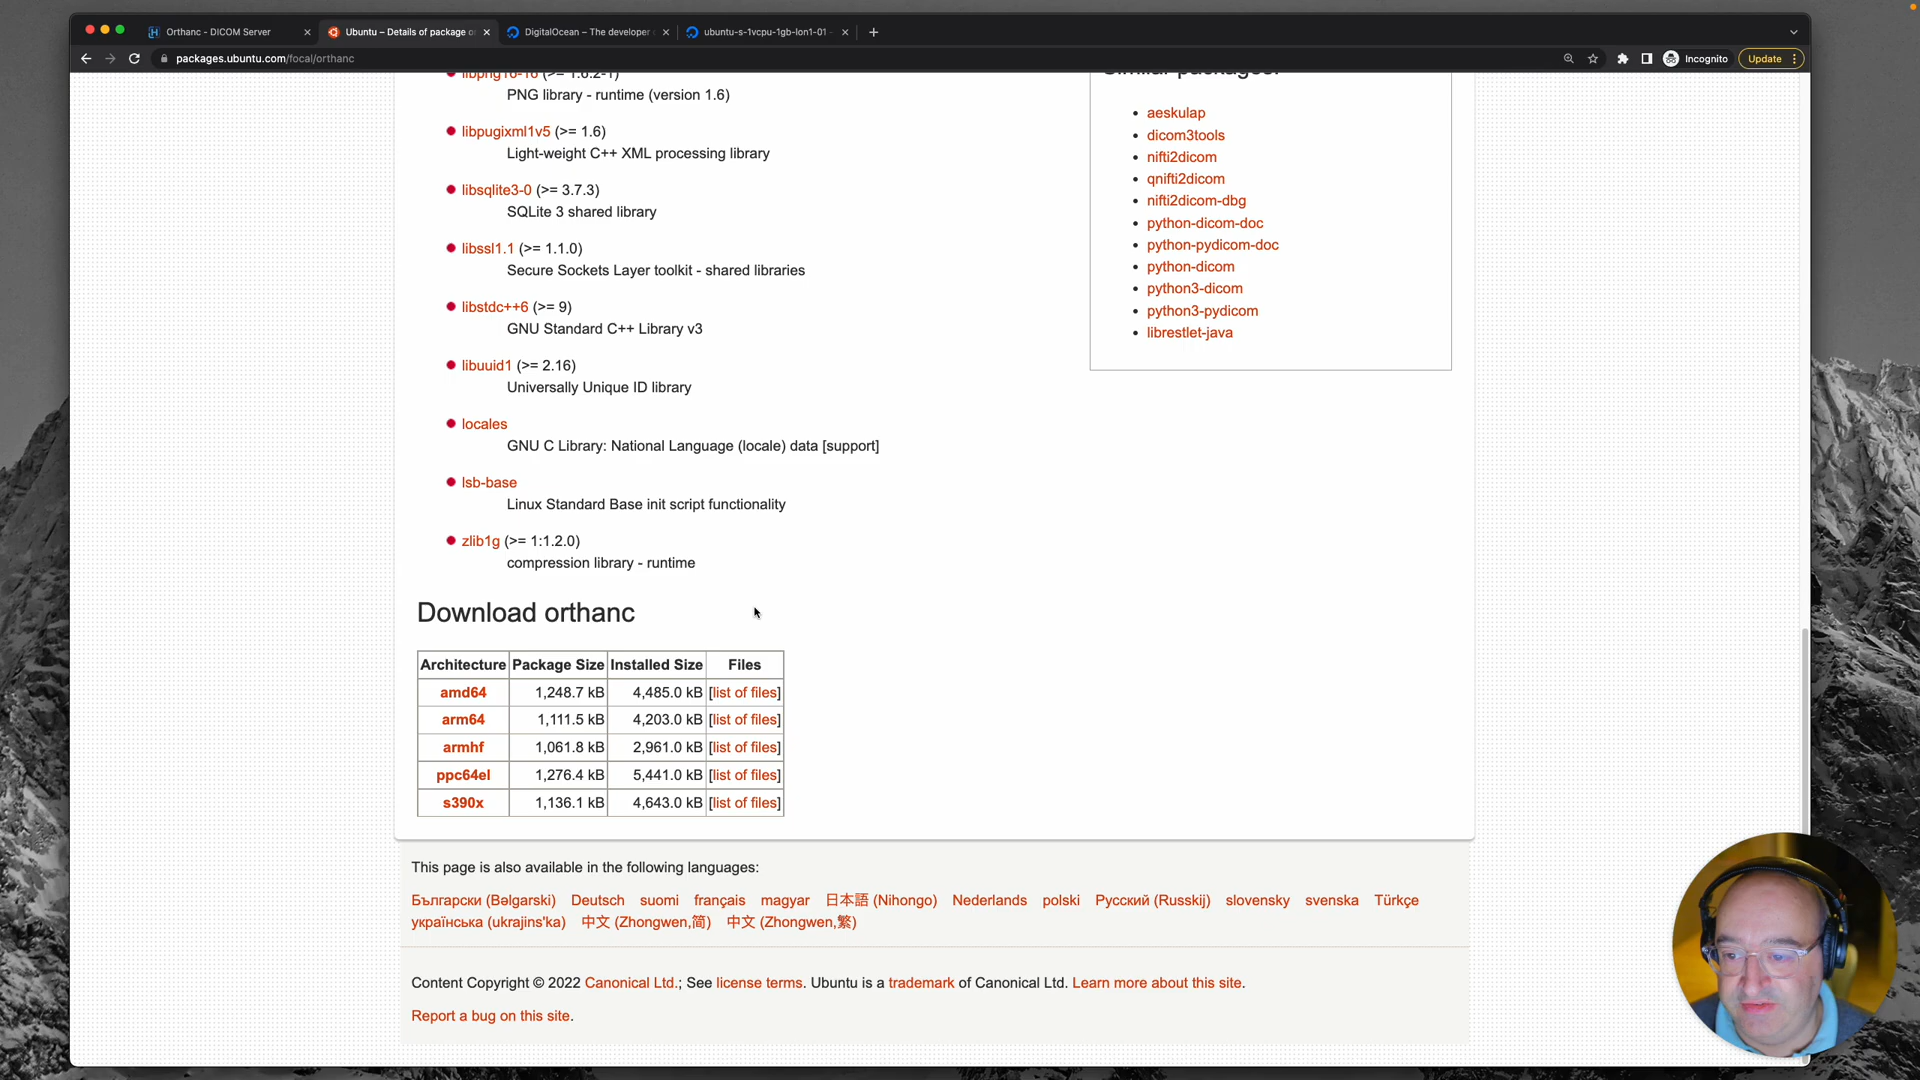 Orthanc - DICOM Server
Ubuntu – Details of package o
DigitalOcean – The developer
ubuntu-s-1vcpu-1gb-lon1-01 -
packages.ubuntu.com/focal/orthanc
Incognito
Update
libpng16-16 (>= 1.6.2-1)
PNG library - runtime (version 1.6)
libpugixml1v5 (>= 1.6)
Light-weight C++ XML processing library
libsqlite3-0 (>= 3.7.3)
SQLite 3 shared library
libssl1.1 (>= 1.1.0)
Secure Sockets Layer toolkit - shared libraries
libstdc++6 (>= 9)
GNU Standard C++ Library v3
libuuid1 (>= 2.16)
Universally Unique ID library
locales
GNU C Library: National Language (locale) data [support]
lsb-base
Linux Standard Base init script functionality
zlib1g (>= 1:1.2.0)
compression library - runtime
Similar packages:
aeskulap
dicom3tools
nifti2dicom
qnifti2dicom
nifti2dicom-dbg
python-dicom-doc
python-pydicom-doc
python-dicom
python3-dicom
python3-pydicom
librestlet-java
Download orthanc
Architecture Package Size Installed Size Files
amd64 1,248.7 kB 4,485.0 kB [list of files]
arm64 1,111.5 kB 4,203.0 kB [list of files]
armhf 1,061.8 kB 2,961.0 kB [list of files]
ppc64el 1,276.4 kB 5,441.0 kB [list of files]
s390x 1,136.1 kB 4,643.0 kB [list of files]
This page is also available in the following languages:
Български (Bəlgarski) Deutsch suomi français magyar 日本語 (Nihongo) Nederlands polski Русский (Russkij) slovensky svenska Türkçe
українська (ukrajins'ka) 中文 (Zhongwen,简) 中文 (Zhongwen,繁)
Content Copyright © 2022 Canonical Ltd.; See license terms. Ubuntu is a trademark of Canonical Ltd. Learn more about this site.
Report a bug on this site.